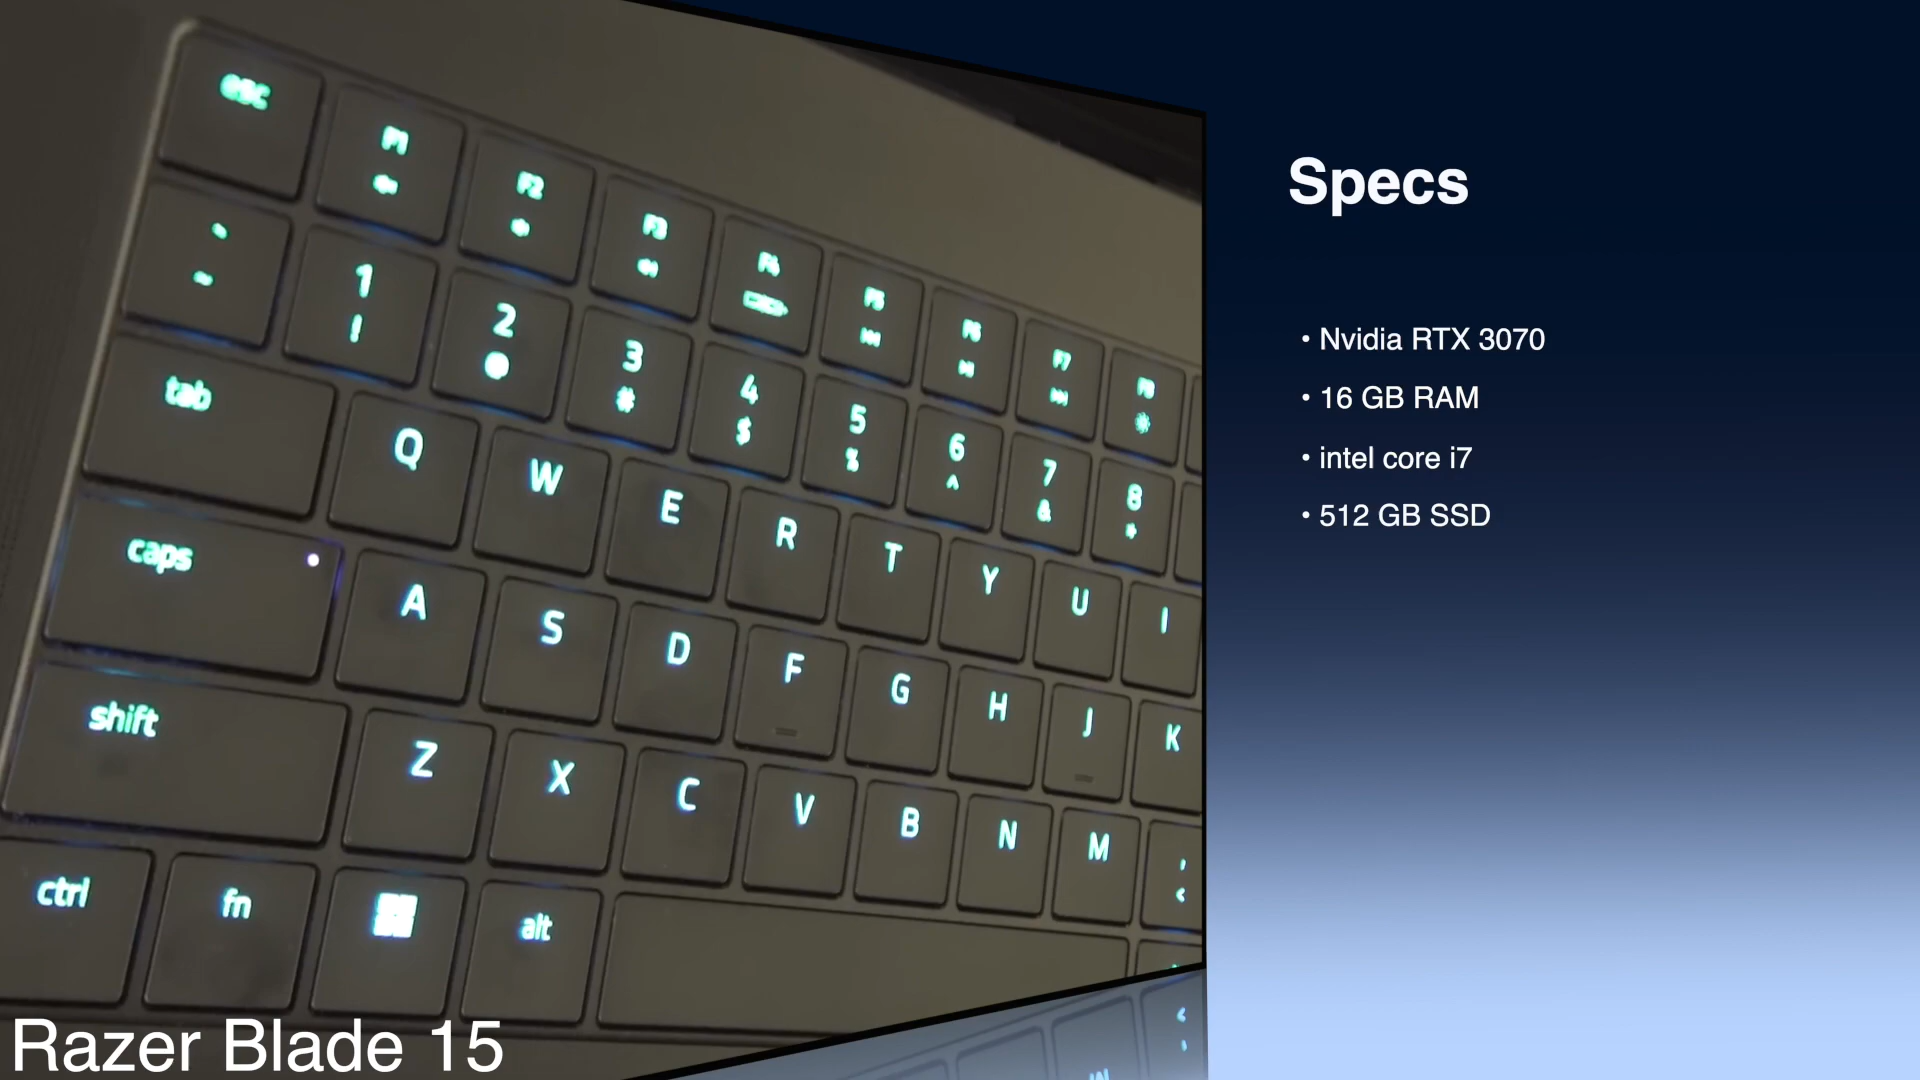 Specs
• Nvidia RTX 3070
• 16 GB RAM
• intel core i7
• 512 GB SSD
esc F1 F2 F3 F4 F5 F6 F7 F8
` 1 2 3 4 5 6 7 8
~ ! @ # $ % ^ & *
tab Q W E R T Y U I
caps A S D F G H J K
shift Z X C V B N M , <
ctrl fn alt
Razer Blade 15